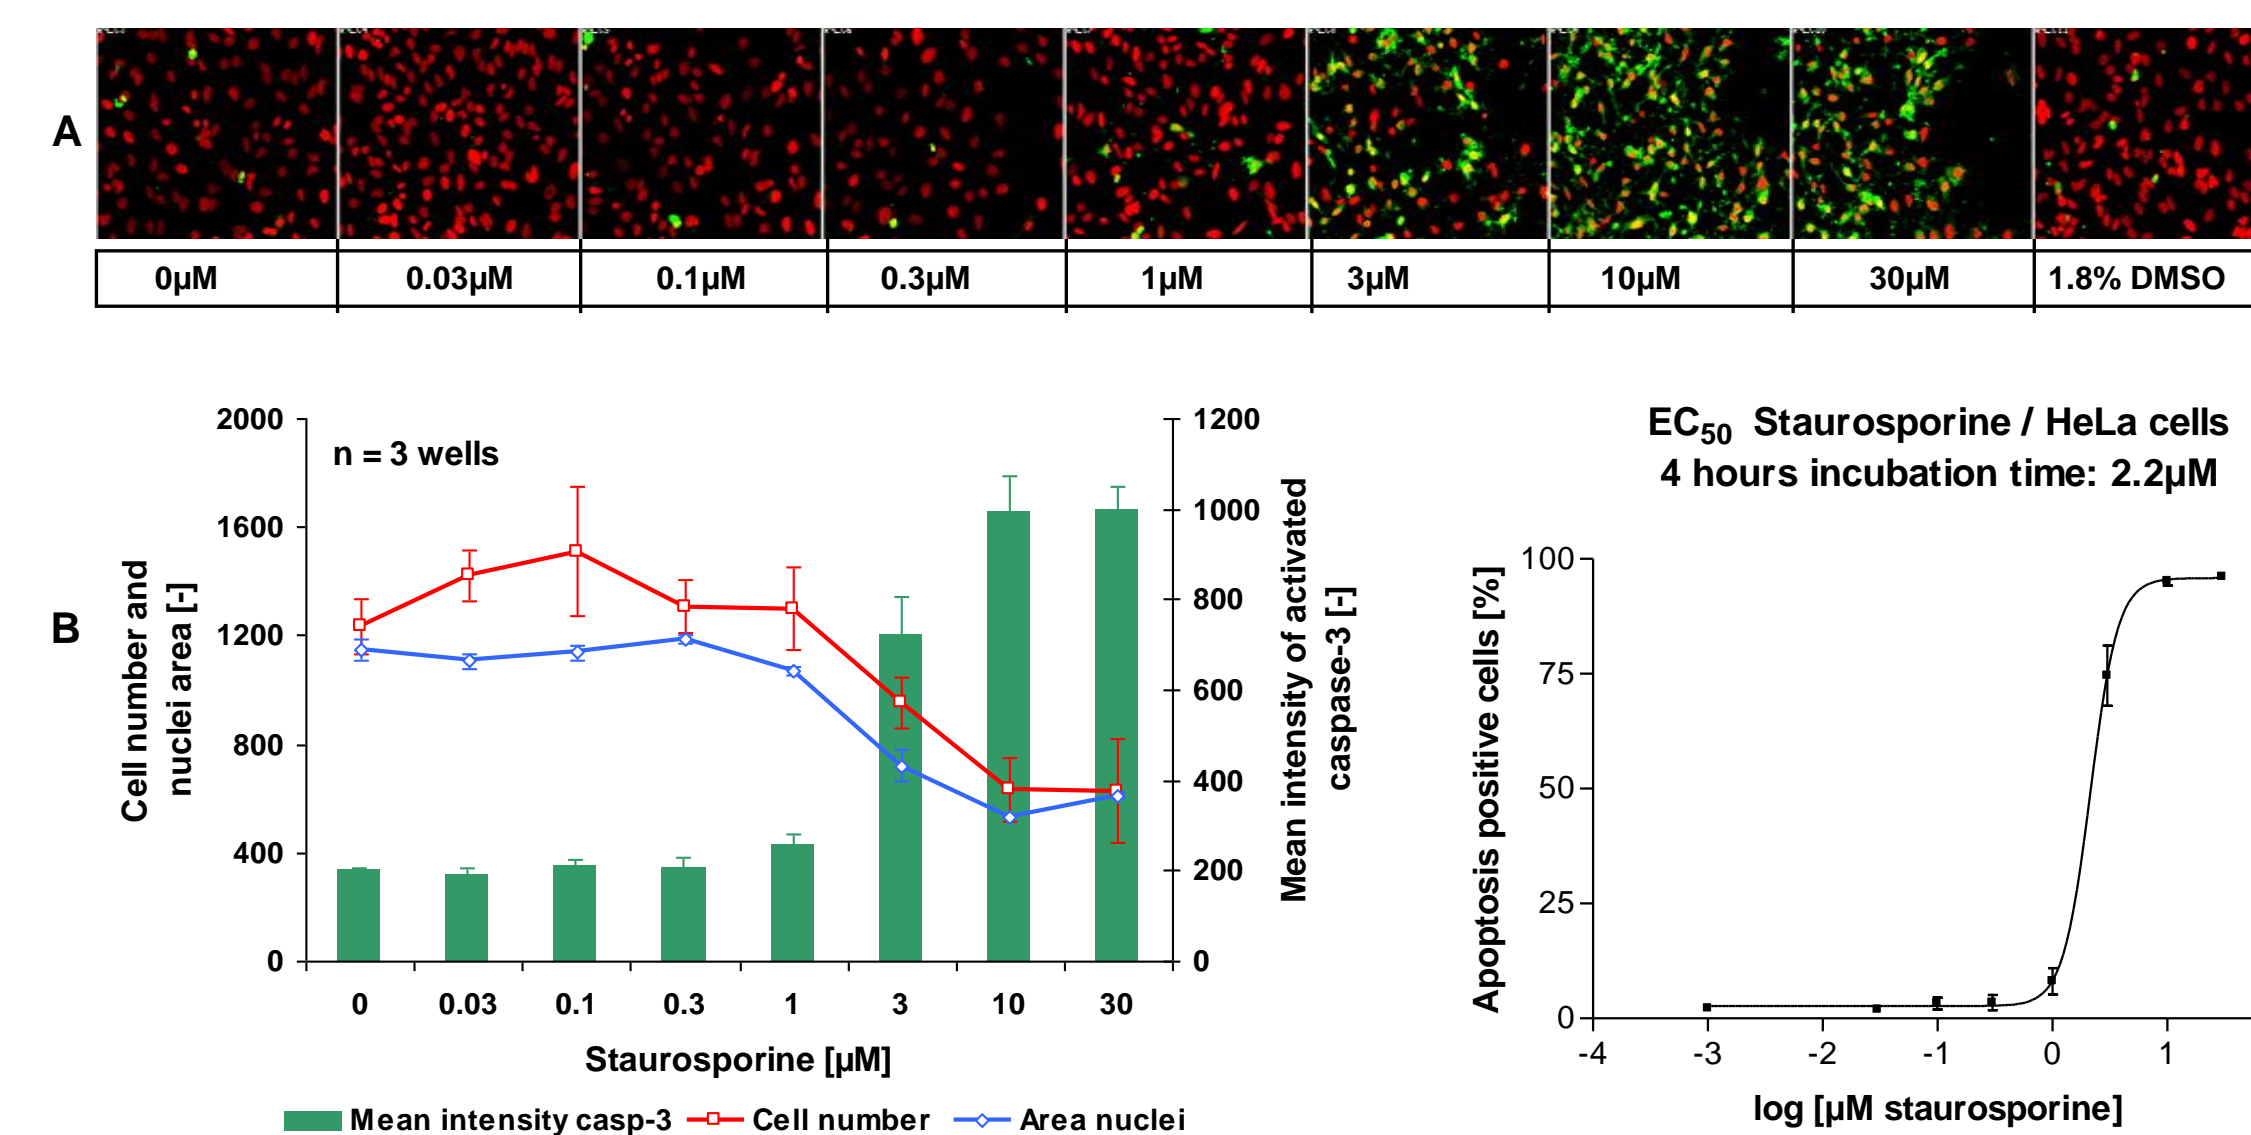 A
0µM 0.03µM 0.1µM 0.3µM 1µM 3µM 10µM 30µM 1.8% DMSO
B
n = 3 wells
2000
1600
1200
800
400
0
Cell number and
nuclei area [-]
1200
1000
800
600
400
200
0
Mean intensity of activated
caspase-3 [-]
0 0.03 0.1 0.3 1 3 10 30
Staurosporine [µM]
Mean intensity casp-3 Cell number Area nuclei
EC50 Staurosporine / HeLa cells
4 hours incubation time: 2.2µM
Apoptosis positive cells [%]
100
75
50
25
0
-4 -3 -2 -1 0 1
log [µM staurosporine]